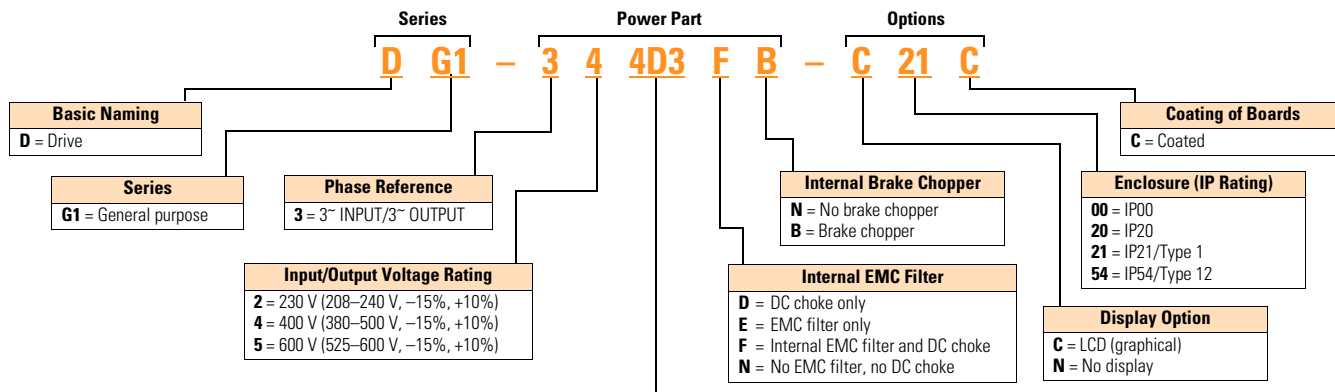 Series
Power Part
Options
D G1 – 3 4 4D3 F B – C 21 C
Basic Naming
D = Drive
Series
G1 = General purpose
Phase Reference
3 = 3~ INPUT/3~ OUTPUT
Input/Output Voltage Rating
2 = 230 V (208–240 V, –15%, +10%)
4 = 400 V (380–500 V, –15%, +10%)
5 = 600 V (525–600 V, –15%, +10%)
Internal Brake Chopper
N = No brake chopper
B = Brake chopper
Internal EMC Filter
D = DC choke only
E = EMC filter only
F = Internal EMC filter and DC choke
N = No EMC filter, no DC choke
Coating of Boards
C = Coated
Enclosure (IP Rating)
00 = IP00
20 = IP20
21 = IP21/Type 1
54 = IP54/Type 12
Display Option
C = LCD (graphical)
N = No display